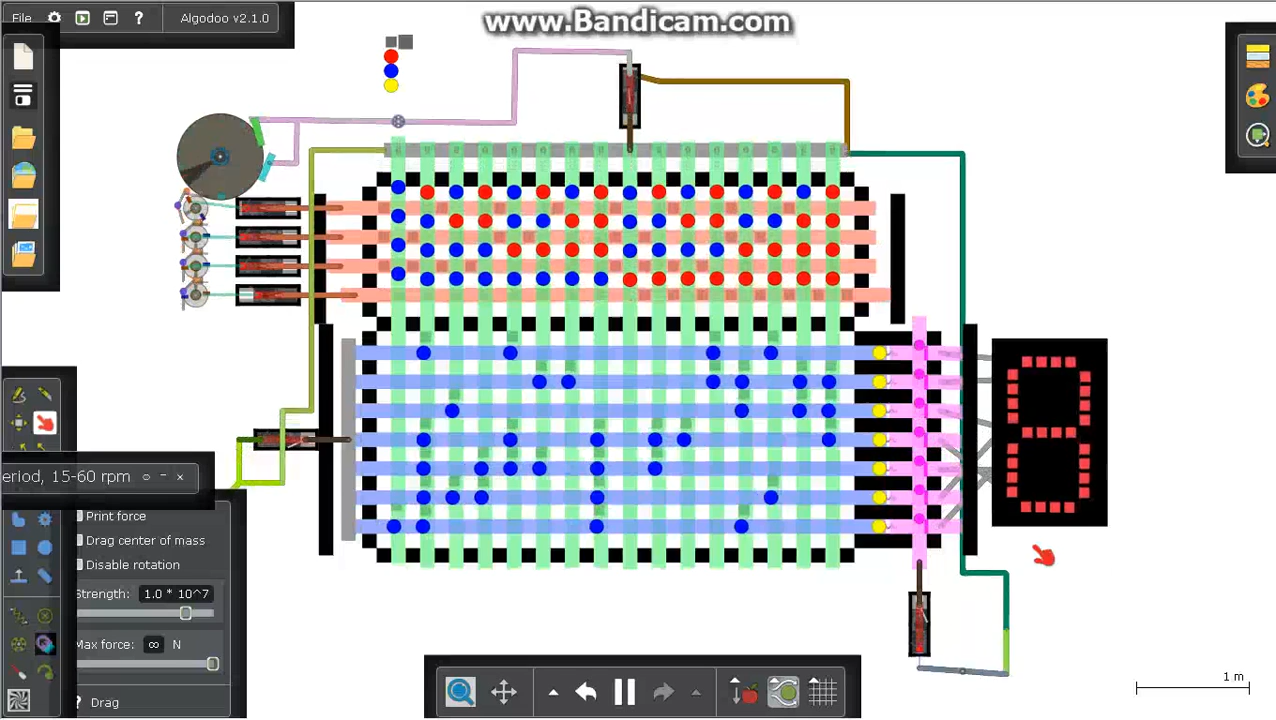 www.Bandicam.com
File
?
Algodoo v2.1.0
eriod, 15-60 rpm
Print force
Drag center of mass
Disable rotation
Strength: 1.0 * 10^7
Max force: ∞ N
? Drag
1 m